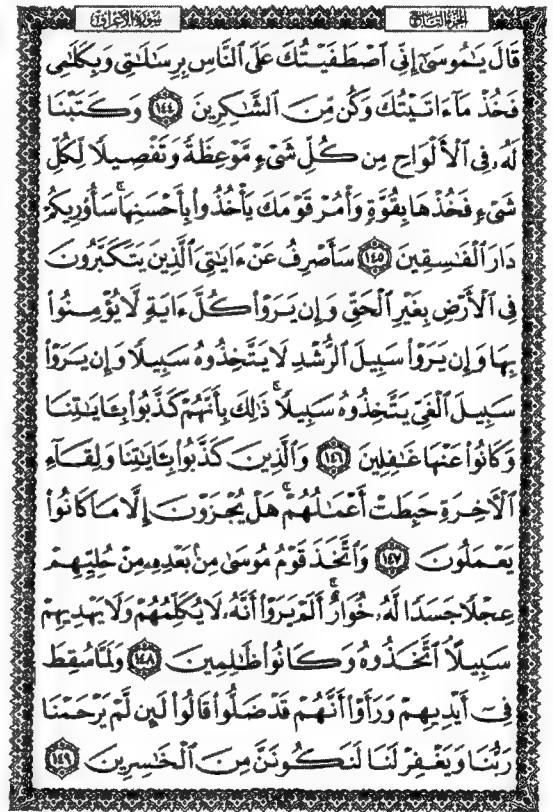 الجزء التاسع
سورة الأعراف
قَالَ يَٰمُوسَىٰٓ إِنِّي ٱصْطَفَيْتُكَ عَلَى ٱلنَّاسِ بِرِسَٰلَٰتِي وَبِكَلَٰمِي
فَخُذْ مَآ ءَاتَيْتُكَ وَكُن مِّنَ ٱلشَّٰكِرِينَ ١٤٤ وَكَتَبْنَا
لَهُۥ فِي ٱلْأَلْوَاحِ مِن كُلِّ شَيْءٍ مَّوْعِظَةً وَتَفْصِيلًا لِّكُلِّ
شَيْءٍ فَخُذْهَا بِقُوَّةٍ وَأْمُرْ قَوْمَكَ يَأْخُذُوا۟ بِأَحْسَنِهَا ۚ سَأُو۟رِيكُمْ
دَارَ ٱلْفَٰسِقِينَ ١٤٥ سَأَصْرِفُ عَنْ ءَايَٰتِيَ ٱلَّذِينَ يَتَكَبَّرُونَ
فِي ٱلْأَرْضِ بِغَيْرِ ٱلْحَقِّ وَإِن يَرَوْا۟ كُلَّ ءَايَةٍ لَّا يُؤْمِنُوا۟
بِهَا وَإِن يَرَوْا۟ سَبِيلَ ٱلرُّشْدِ لَا يَتَّخِذُوهُ سَبِيلًا وَإِن يَرَوْا۟
سَبِيلَ ٱلْغَيِّ يَتَّخِذُوهُ سَبِيلًا ۚ ذَٰلِكَ بِأَنَّهُمْ كَذَّبُوا۟ بِـَٔايَٰتِنَا
وَكَانُوا۟ عَنْهَا غَٰفِلِينَ ١٤٦ وَٱلَّذِينَ كَذَّبُوا۟ بِـَٔايَٰتِنَا وَلِقَآءِ
ٱلْـَٔاخِرَةِ حَبِطَتْ أَعْمَٰلُهُمْ ۚ هَلْ يُجْزَوْنَ إِلَّا مَا كَانُوا۟
يَعْمَلُونَ ١٤٧ وَٱتَّخَذَ قَوْمُ مُوسَىٰ مِنۢ بَعْدِهِۦ مِنْ حُلِيِّهِمْ
عِجْلًا جَسَدًا لَّهُۥ خُوَارٌ ۚ أَلَمْ يَرَوْا۟ أَنَّهُۥ لَا يُكَلِّمُهُمْ وَلَا يَهْدِيهِمْ
سَبِيلًا ۘ ٱتَّخَذُوهُ وَكَانُوا۟ ظَٰلِمِينَ ١٤٨ وَلَمَّا سُقِطَ
فِيٓ أَيْدِيهِمْ وَرَأَوْا۟ أَنَّهُمْ قَدْ ضَلُّوا۟ قَالُوا۟ لَئِن لَّمْ يَرْحَمْنَا
رَبُّنَا وَيَغْفِرْ لَنَا لَنَكُونَنَّ مِنَ ٱلْخَٰسِرِينَ ١٤٩